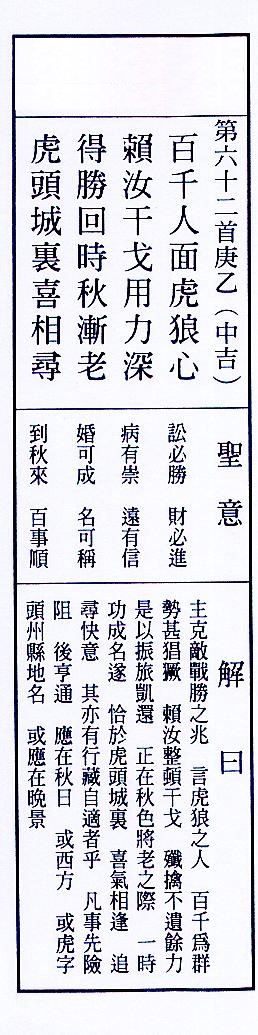 第六十二首庚乙（中吉）
百千人面虎狼心
賴汝干戈用力深
得勝回時秋漸老
虎頭城裏喜相尋
聖意
訟必勝 財必進
病有祟 遠有信
婚可成 名可稱
到秋來 百事順
解曰
主克敵戰勝之兆 言虎狼之人 百千爲群
勢甚猖獗 賴汝整頓干戈 殲擒不遺餘力
是以振旅凱還 正在秋色將老之際 一時
功成名遂 恰於虎頭城裏 喜氣相逢 追
尋快意 其亦有行藏自適者乎 凡事先險
阻 後亨通 應在秋日 或西方 或虎字
頭州縣地名 或應在晚景